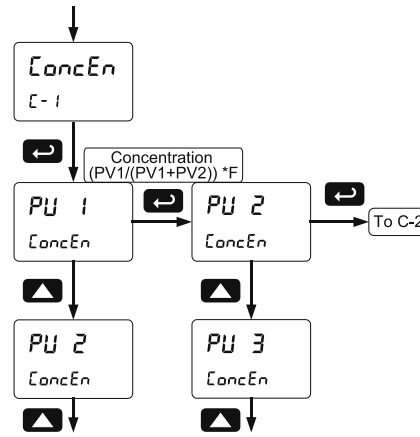 ConcEn
C-1
Concentration
(PV1/(PV1+PV2)) *F
PU 1
ConcEn
PU 2
ConcEn
To C-2
PU 2
ConcEn
PU 3
ConcEn